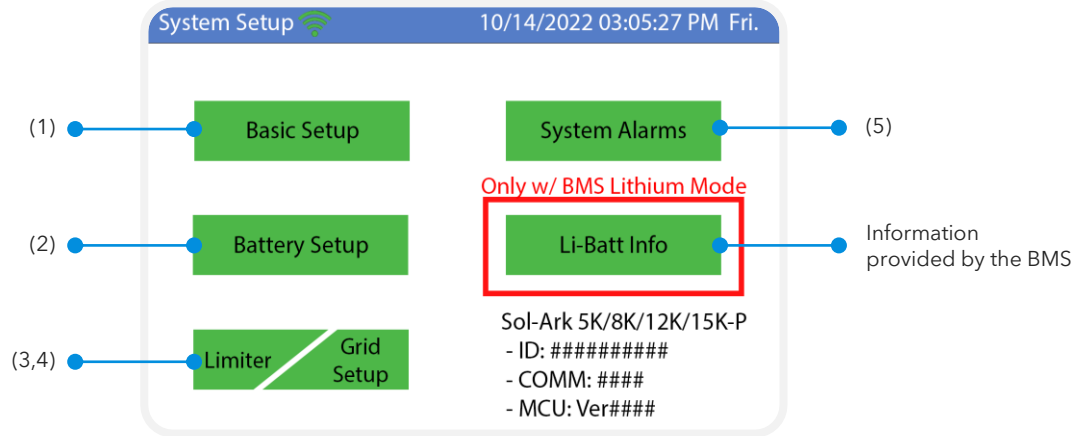 System Setup
10/14/2022 03:05:27 PM Fri.
(1)
Basic Setup
System Alarms
(5)
Only w/ BMS Lithium Mode
(2)
Battery Setup
Li-Batt Info
Information
provided by the BMS
(3,4)
Limiter
Grid
Setup
Sol-Ark 5K/8K/12K/15K-P
- ID: ##########
- COMM: ####
- MCU: Ver####